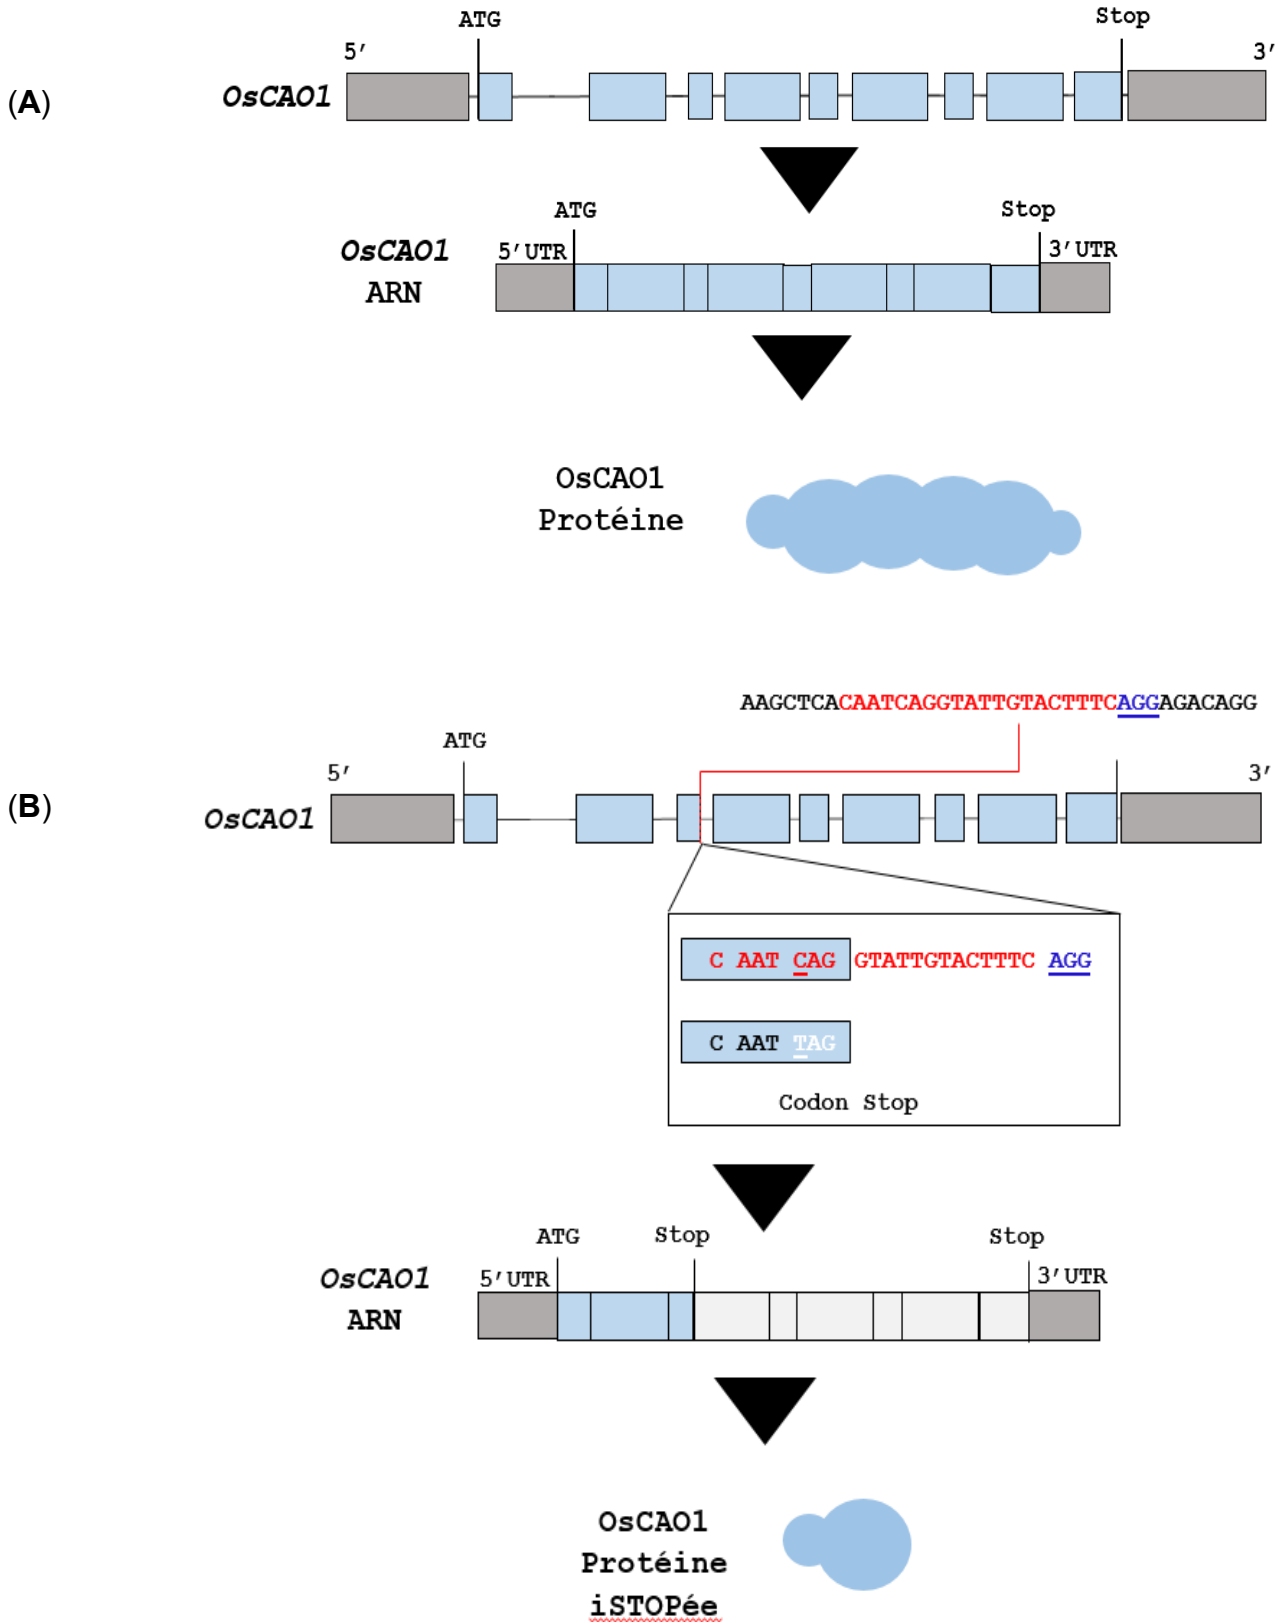 ATG Stop
5' 3'
(A) OsCAO1
ATG Stop
OsCAO1 5'UTR 3'UTR
ARN
OsCAO1
Protéine
AAGCTCACAATCAGGTATTGTACTTTCAGGAGACAGG
ATG
5' 3'
(B) OsCAO1
C AAT CAG GTATTGTACTTTC AGG
C AAT TAG
Codon Stop
ATG Stop Stop
OsCAO1 5'UTR 3'UTR
ARN
OsCAO1
Protéine
iSTOPée